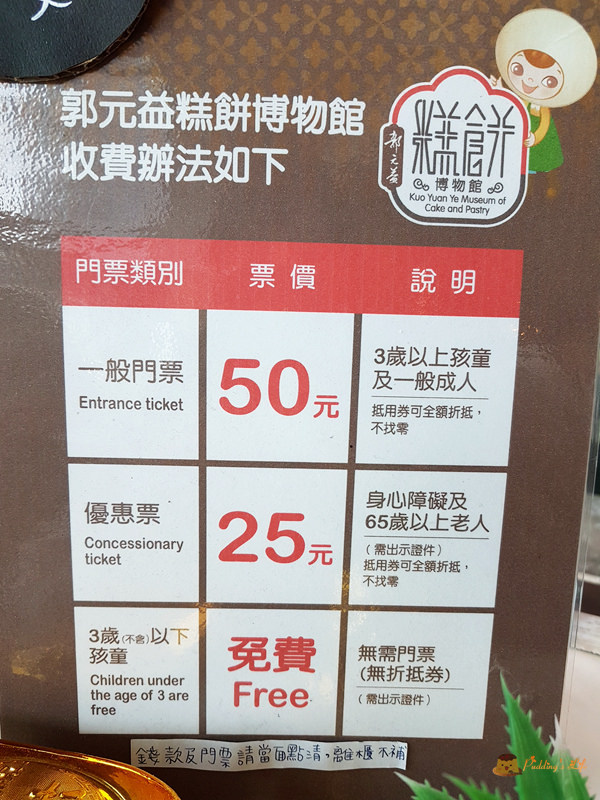 郭元益糕餅博物館
收費辦法如下
郭元益
糕餅
博物館
Kuo Yuan Ye Museum of
Cake and Pastry
門票類別 票價 說明
一般門票
Entrance ticket
50元
3歲以上孩童
及一般成人
抵用券可全額折抵，
不找零
優惠票
Concessionary
ticket
25元
身心障礙及
65歲以上老人
(需出示證件)
抵用券可全額折抵，
不找零
3歲(不含)以下
孩童
Children under
the age of 3 are
free
免費
Free
無需門票
(無折抵券)
(需出示證件)
錢款及門票請當面點清，離櫃不補